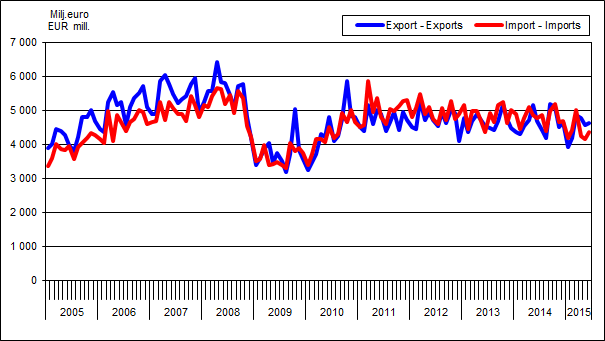 Milj.euro
EUR mill.
Export - Exports
Import - Imports
7 000
6 000
5 000
4 000
3 000
2 000
1 000
0
2005 2006 2007 2008 2009 2010 2011 2012 2013 2014 2015